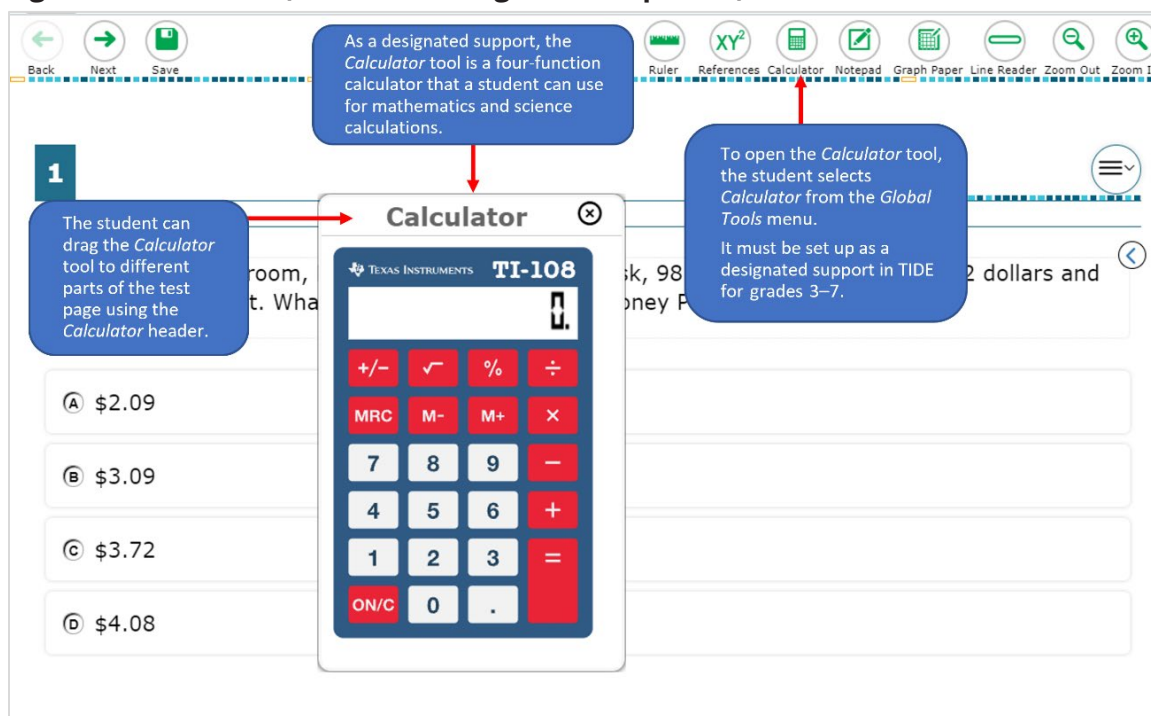 Back Next Save
Ruler References Calculator Notepad Graph Paper Line Reader Zoom Out Zoom
XY²
As a designated support, the
Calculator tool is a four-function
calculator that a student can use
for mathematics and science
calculations.
To open the Calculator tool,
the student selects
Calculator from the Global
Tools menu.
It must be set up as a
designated support in TIDE
for grades 3–7.
1
The student can
drag the Calculator
tool to different
parts of the test
page using the
Calculator header.
room, 98 2 dollars and
Calculator
TEXAS INSTRUMENTS TI-108
0.
+/− √ % ÷
MRC M− M+ ×
7 8 9 −
4 5 6 +
1 2 3 =
ON/C 0 .
A $2.09
B $3.09
C $3.72
D $4.08